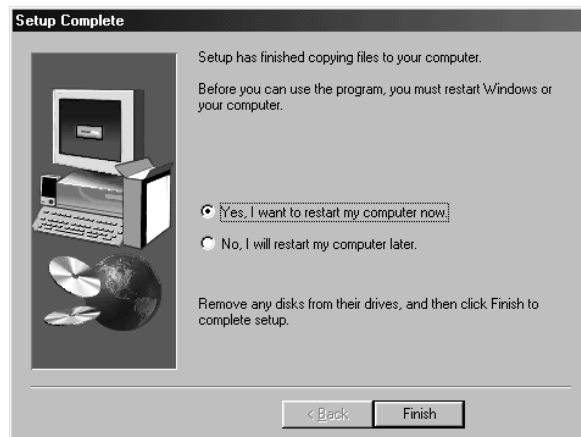 Setup Complete
Setup has finished copying files to your computer.
Before you can use the program, you must restart Windows or
your computer.
Yes, I want to restart my computer now.
No, I will restart my computer later.
Remove any disks from their drives, and then click Finish to
complete setup.
< Back
Finish